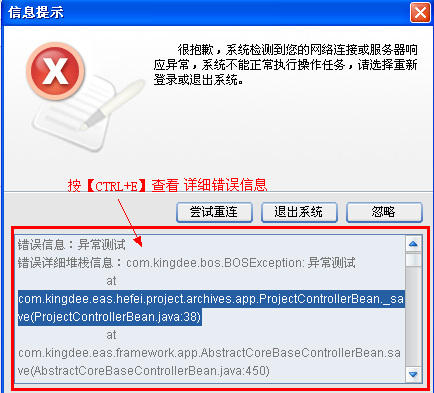 信息提示
很抱歉，系统检测到您的网络连接或服务器响
应异常，系统不能正常执行操作任务，请选择重新
登录或退出系统。
按【CTRL+E】查看 详细错误信息
尝试重连 退出系统 忽略
错误信息：异常测试
错误详细堆栈信息：com.kingdee.bos.BOSException: 异常测试
at
com.kingdee.eas.hefei.project.archives.app.ProjectControllerBean._sa
ve(ProjectControllerBean.java:38)
at
com.kingdee.eas.framework.app.AbstractCoreBaseControllerBean.sa
ve(AbstractCoreBaseControllerBean.java:450)